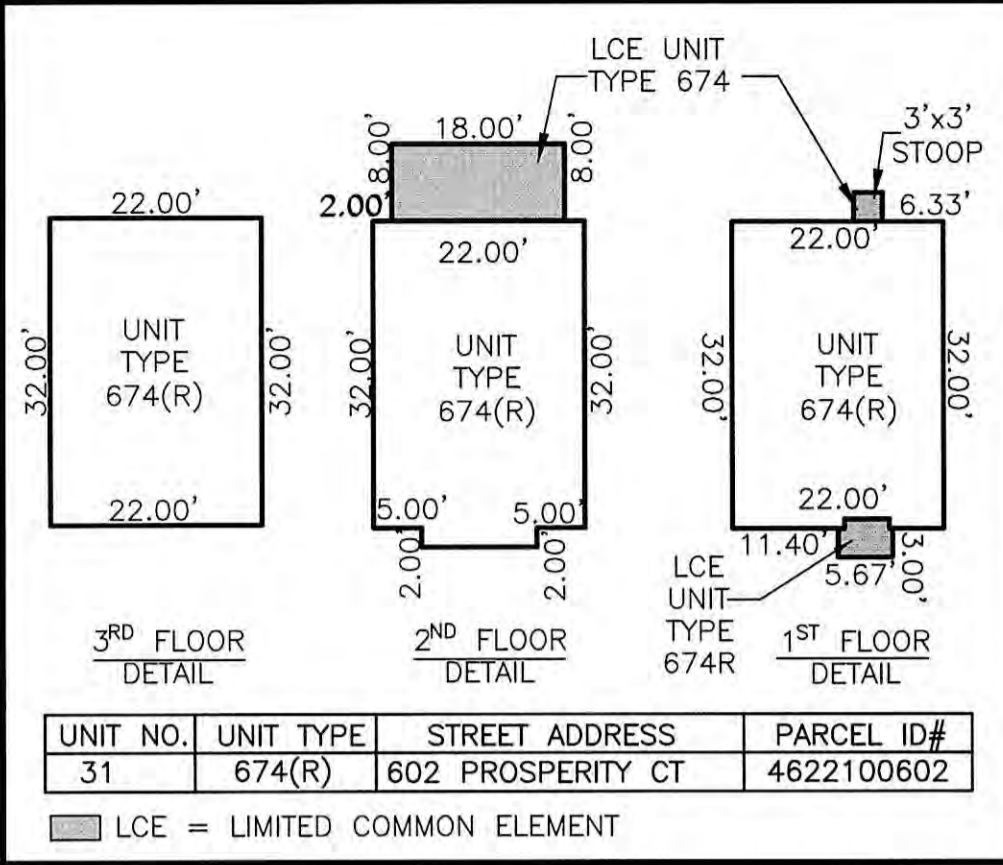 LCE UNIT
TYPE 674
3'x3'
STOOP
18.00'
8.00'
8.00'
2.00'
6.33'
22.00'
22.00'
22.00'
32.00'
UNIT
TYPE
674(R)
32.00'
32.00'
UNIT
TYPE
674(R)
32.00'
32.00'
UNIT
TYPE
674(R)
32.00'
22.00'
5.00'
5.00'
22.00'
2.00'
2.00'
11.40'
3.00'
5.67'
LCE
UNIT
TYPE
674R
3RD FLOOR
DETAIL
2ND FLOOR
DETAIL
1ST FLOOR
DETAIL
UNIT NO. UNIT TYPE STREET ADDRESS PARCEL ID#
31 674(R) 602 PROSPERITY CT 4622100602
LCE = LIMITED COMMON ELEMENT